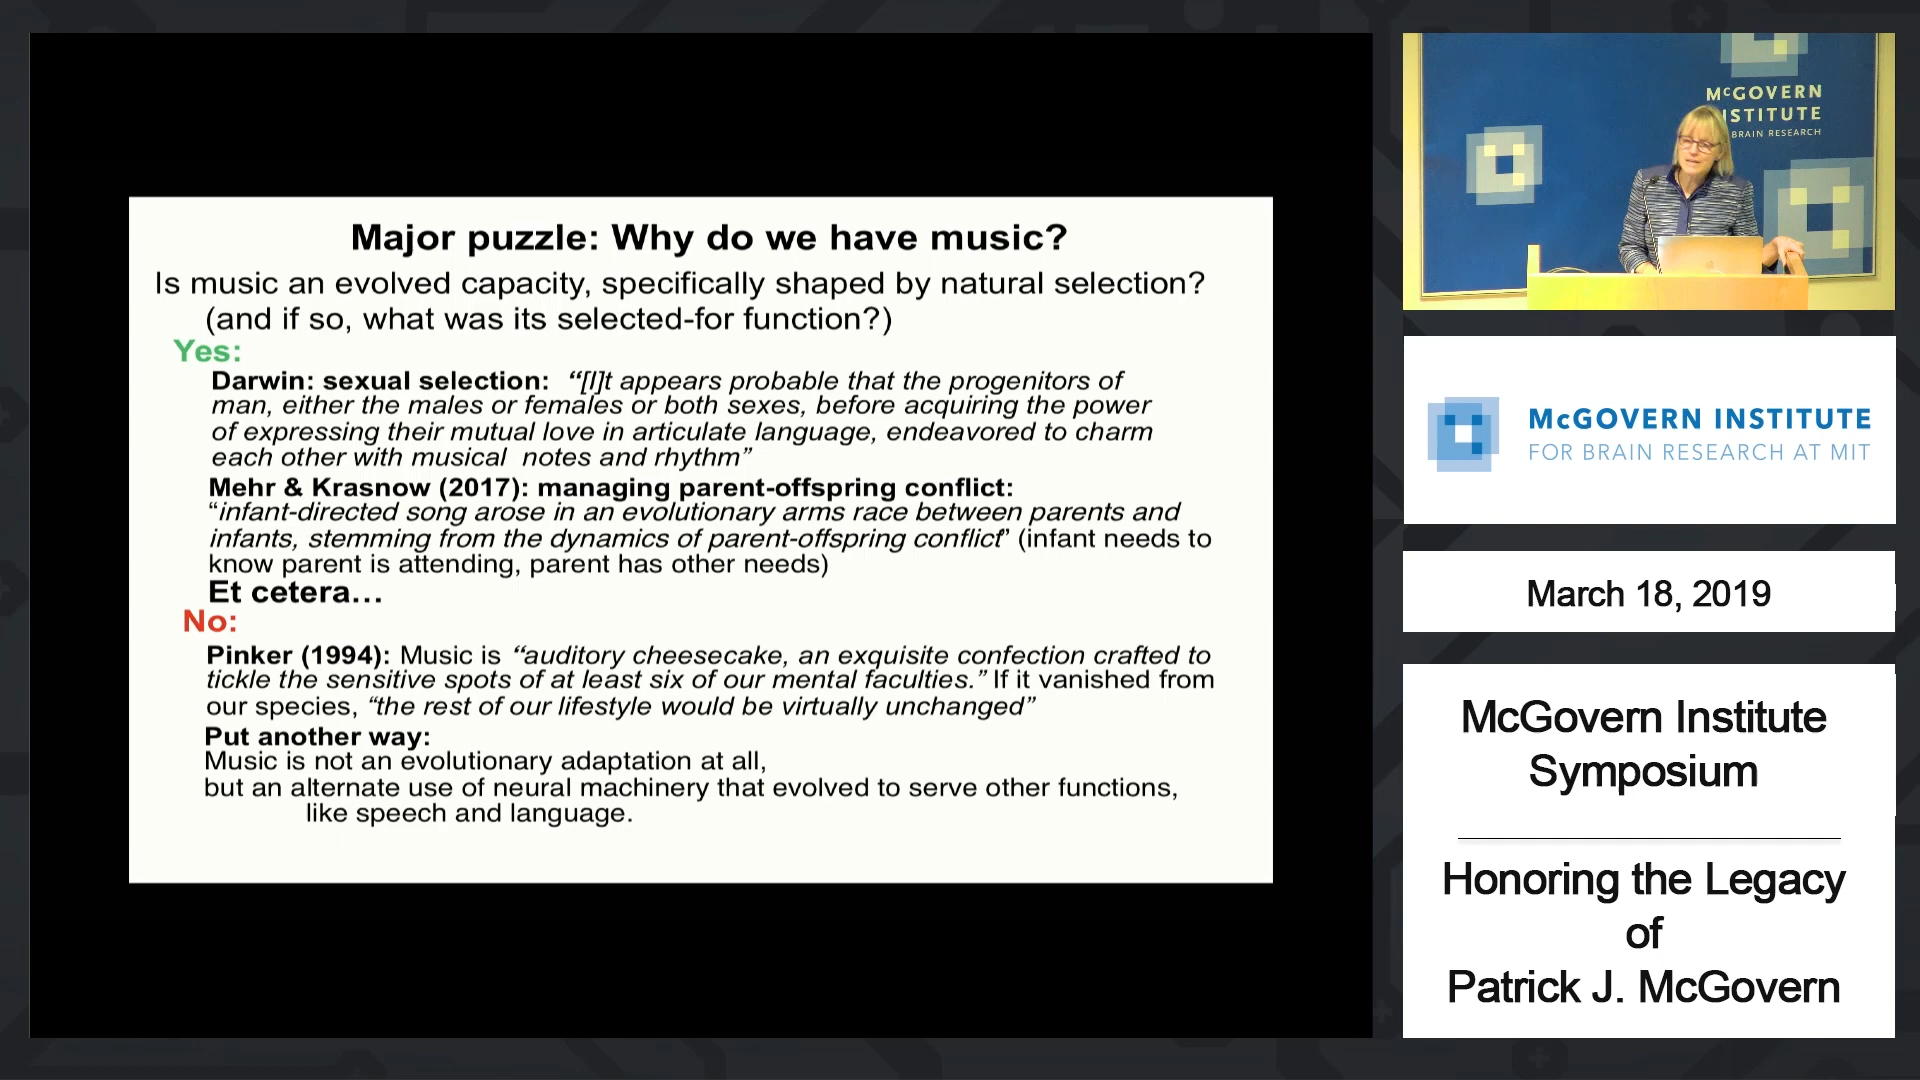 Major puzzle: Why do we have music?
Is music an evolved capacity, specifically shaped by natural selection?
(and if so, what was its selected-for function?)
Yes:
Darwin: sexual selection: “[I]t appears probable that the progenitors of
man, either the males or females or both sexes, before acquiring the power
of expressing their mutual love in articulate language, endeavored to charm
each other with musical notes and rhythm”
Mehr & Krasnow (2017): managing parent-offspring conflict:
“infant-directed song arose in an evolutionary arms race between parents and
infants, stemming from the dynamics of parent-offspring conflict” (infant needs to
know parent is attending, parent has other needs)
Et cetera…
No:
Pinker (1994): Music is “auditory cheesecake, an exquisite confection crafted to
tickle the sensitive spots of at least six of our mental faculties.” If it vanished from
our species, “the rest of our lifestyle would be virtually unchanged”
Put another way:
Music is not an evolutionary adaptation at all,
but an alternate use of neural machinery that evolved to serve other functions,
like speech and language.
McGOVERN
STITUTE
BRAIN RESEARCH
McGOVERN INSTITUTE
FOR BRAIN RESEARCH AT MIT
March 18, 2019
McGovern Institute
Symposium
Honoring the Legacy
of
Patrick J. McGovern